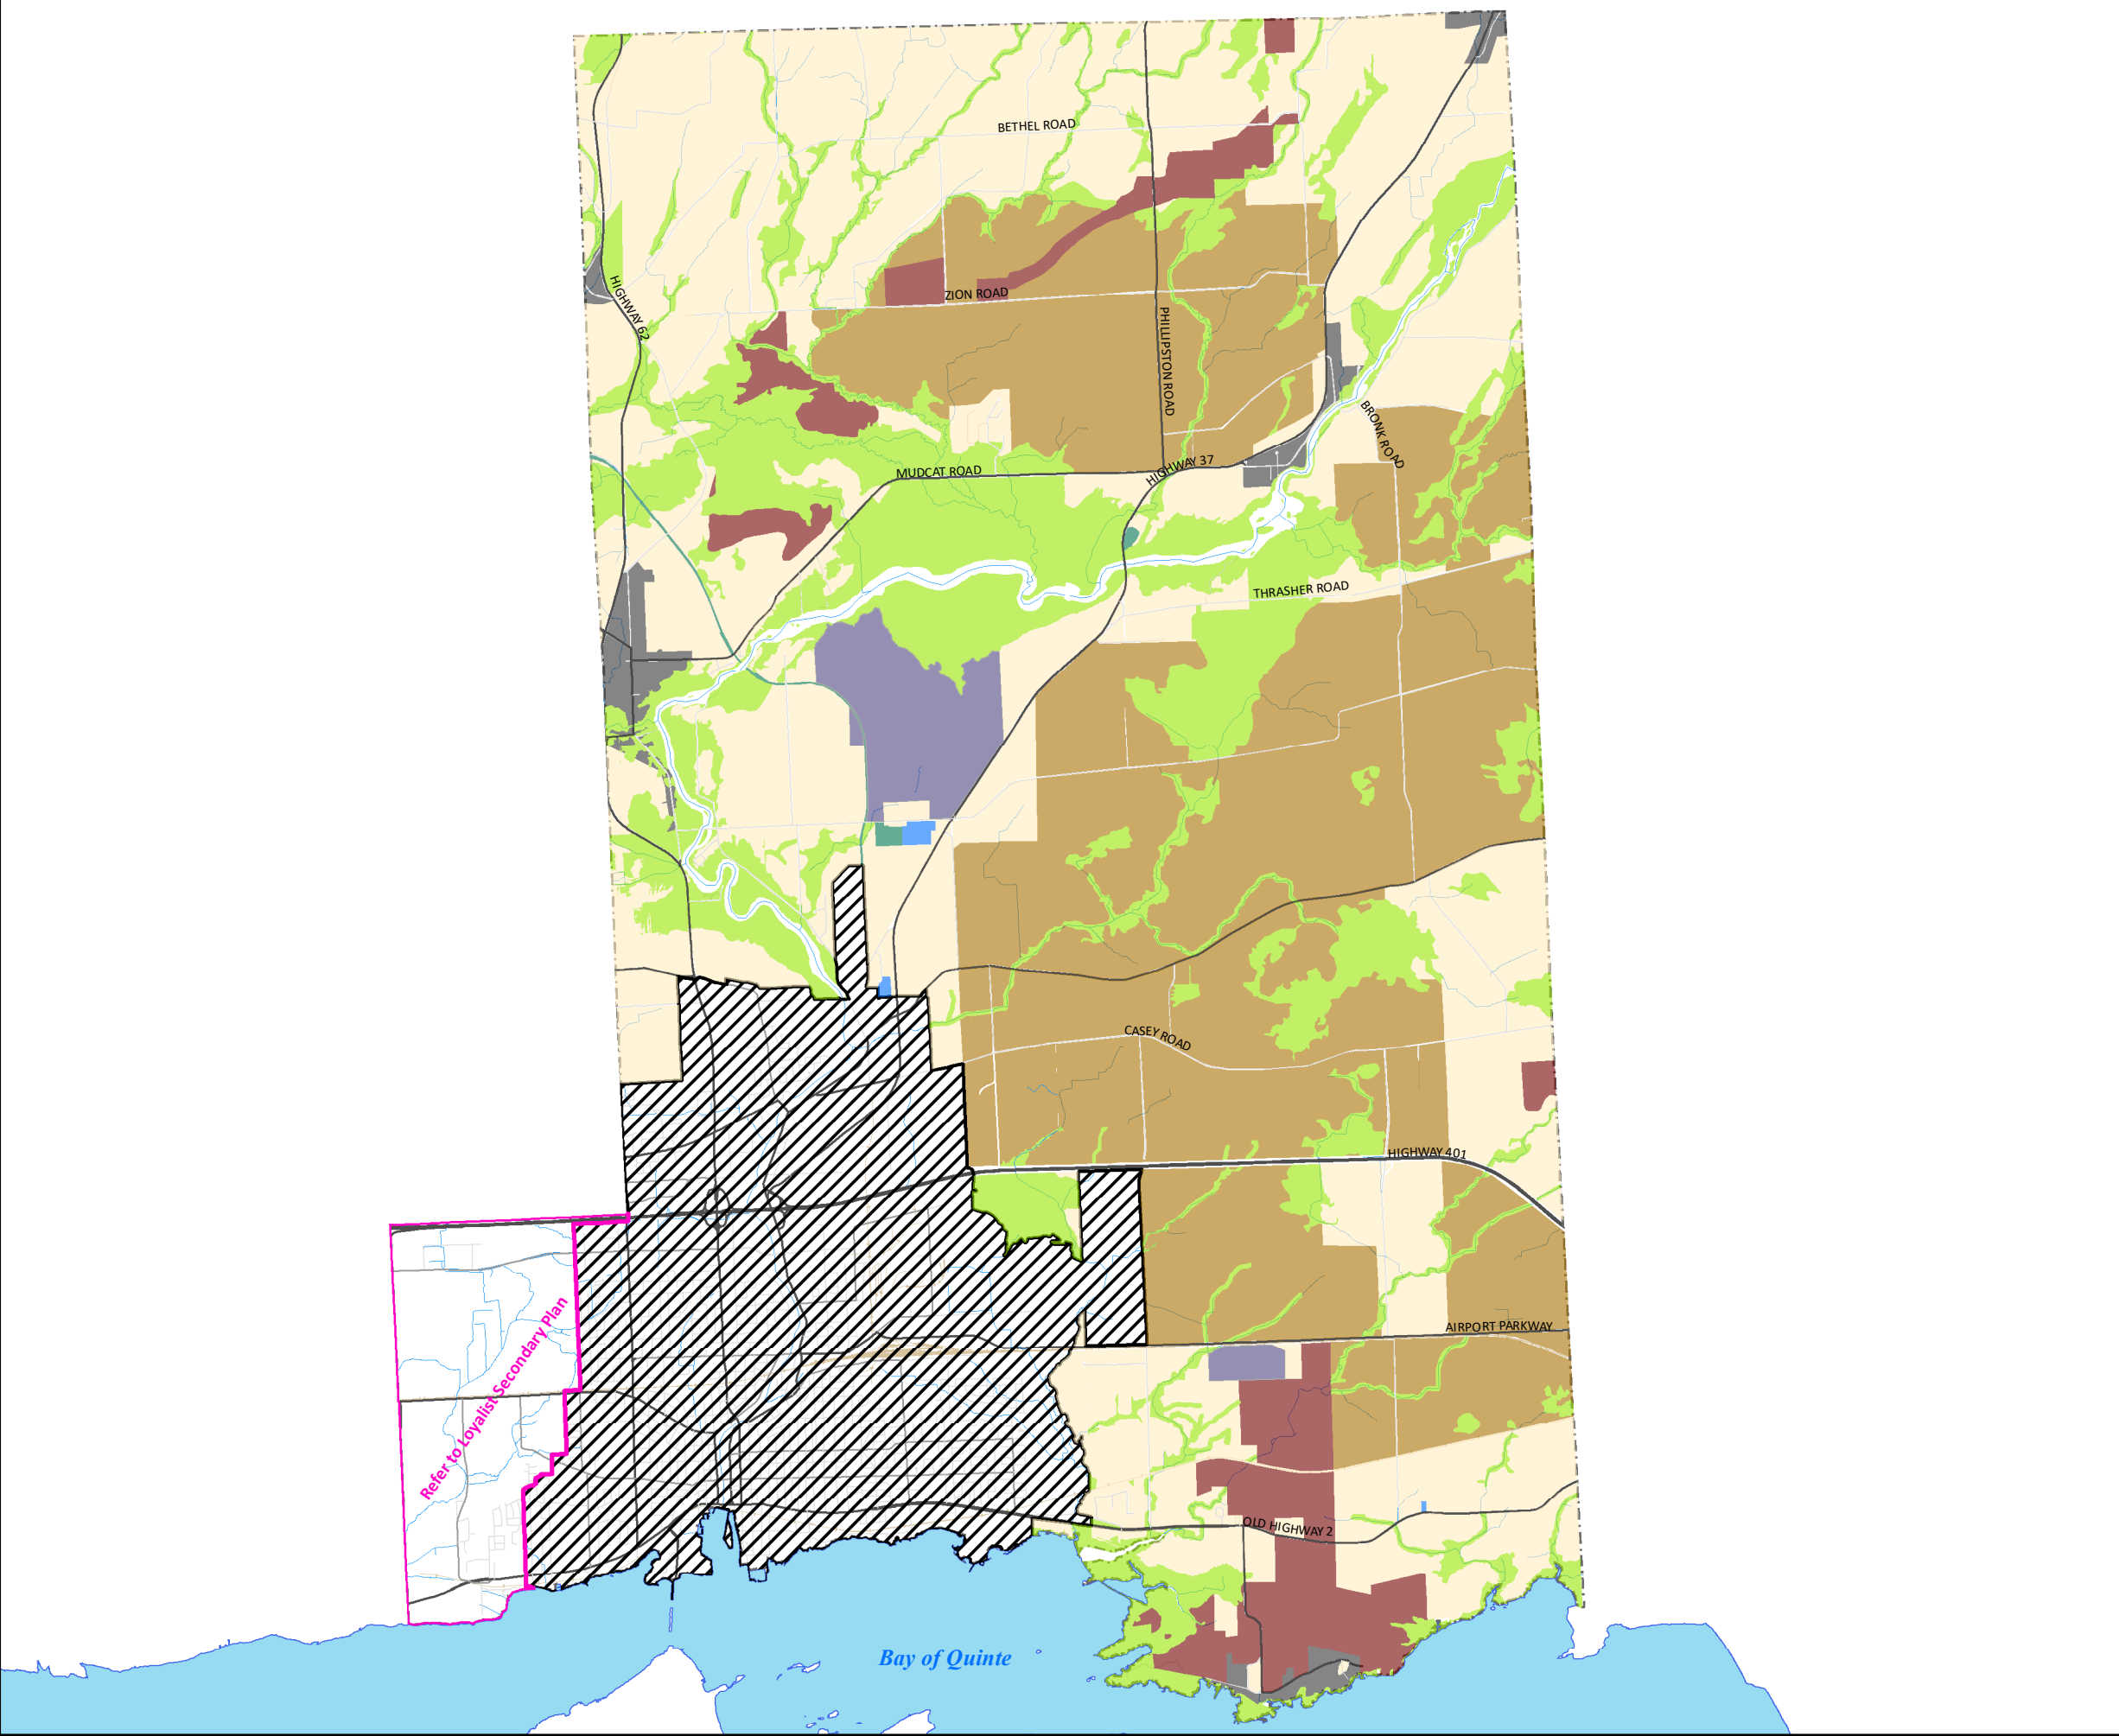 BETHEL ROAD
HIGHWAY 62
ZION ROAD
PHILLIPSTON ROAD
BRONK ROAD
MUDCAT ROAD
HIGHWAY 37
THRASHER ROAD
CASEY ROAD
HIGHWAY 401
AIRPORT PARKWAY
Refer to Loyalist Secondary Plan
OLD HIGHWAY 2
Bay of Quinte